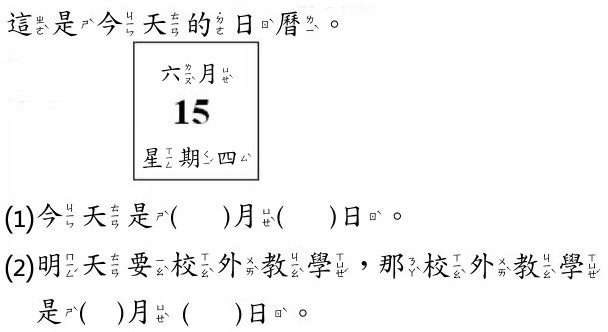 這是今天的日曆。
六月
15
星期四
(1)今天是(　　)月(　　)日。
(2)明天要校外教學，那校外教學
是(　　)月(　　)日。